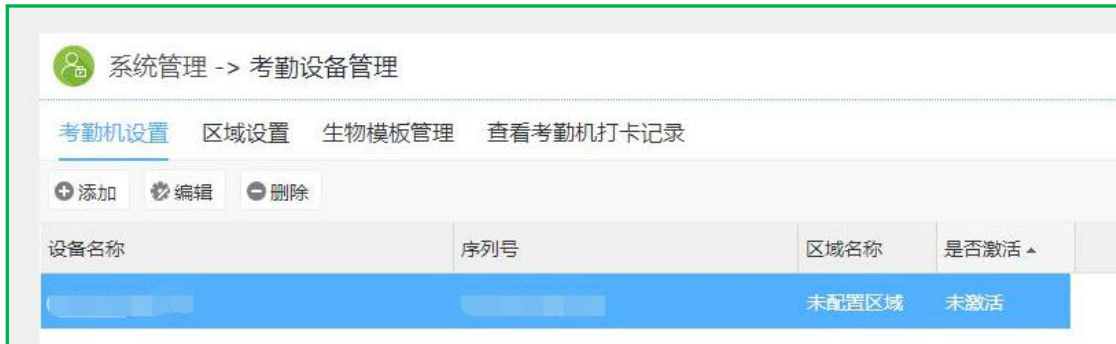 系统管理 -> 考勤设备管理
考勤机设置 区域设置 生物模板管理 查看考勤机打卡记录
添加 编辑 删除
设备名称 序列号 区域名称 是否激活
未配置区域 未激活